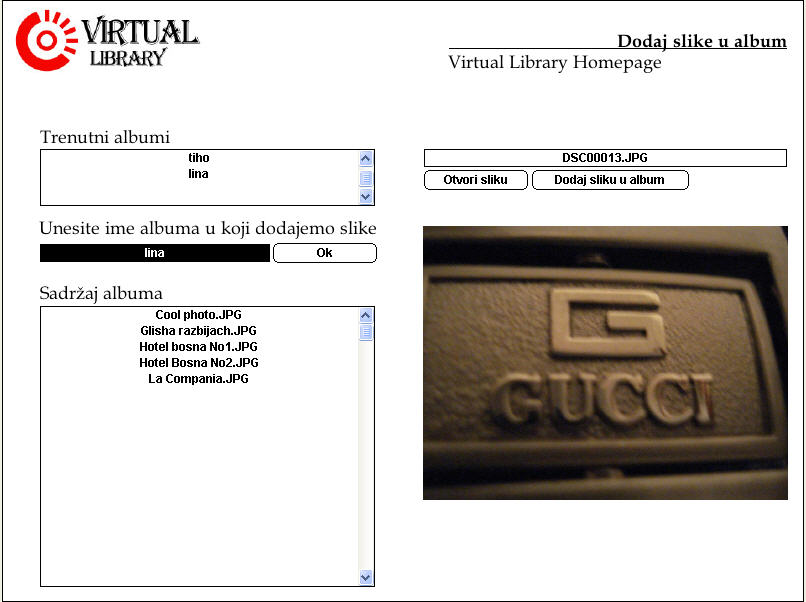 VIRTUAL
LIBRARY
Dodaj slike u album
Virtual Library Homepage
Trenutni albumi
tiho
lina
Unesite ime albuma u koji dodajemo slike
lina
Ok
Sadržaj albuma
Cool photo.JPG
Glisha razbijach.JPG
Hotel bosna No1.JPG
Hotel Bosna No2.JPG
La Compania.JPG
DSC00013.JPG
Otvori sliku
Dodaj sliku u album
G
GUCCI